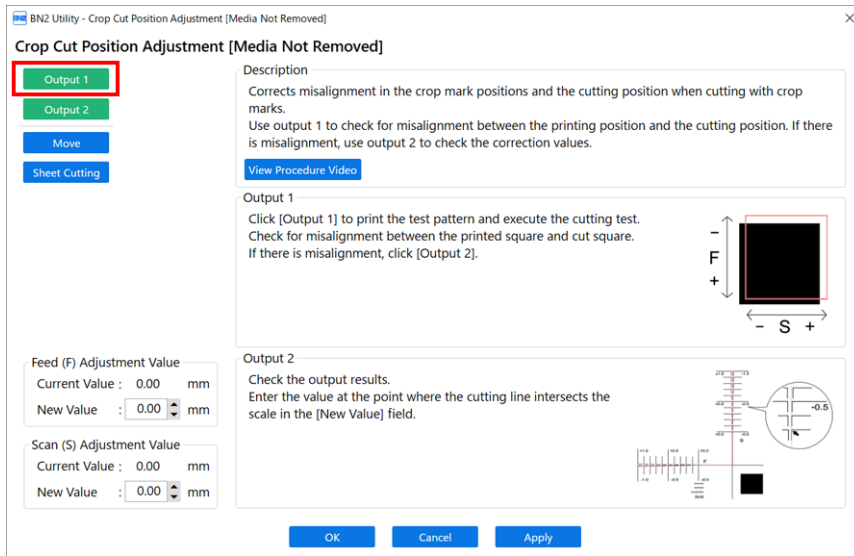 BN2 Utility - Crop Cut Position Adjustment [Media Not Removed]
Crop Cut Position Adjustment [Media Not Removed]
Output 1
Output 2
Move
Sheet Cutting
Description
Corrects misalignment in the crop mark positions and the cutting position when cutting with crop
marks.
Use output 1 to check for misalignment between the printing position and the cutting position. If there
is misalignment, use output 2 to check the correction values.
View Procedure Video
Output 1
Click [Output 1] to print the test pattern and execute the cutting test.
Check for misalignment between the printed square and cut square.
If there is misalignment, click [Output 2].
-
F
+
- S +
Feed (F) Adjustment Value
Current Value : 0.00 mm
New Value : 0.00 mm
Scan (S) Adjustment Value
Current Value : 0.00 mm
New Value : 0.00 mm
Output 2
Check the output results.
Enter the value at the point where the cutting line intersects the
scale in the [New Value] field.
-0.5
OK
Cancel
Apply